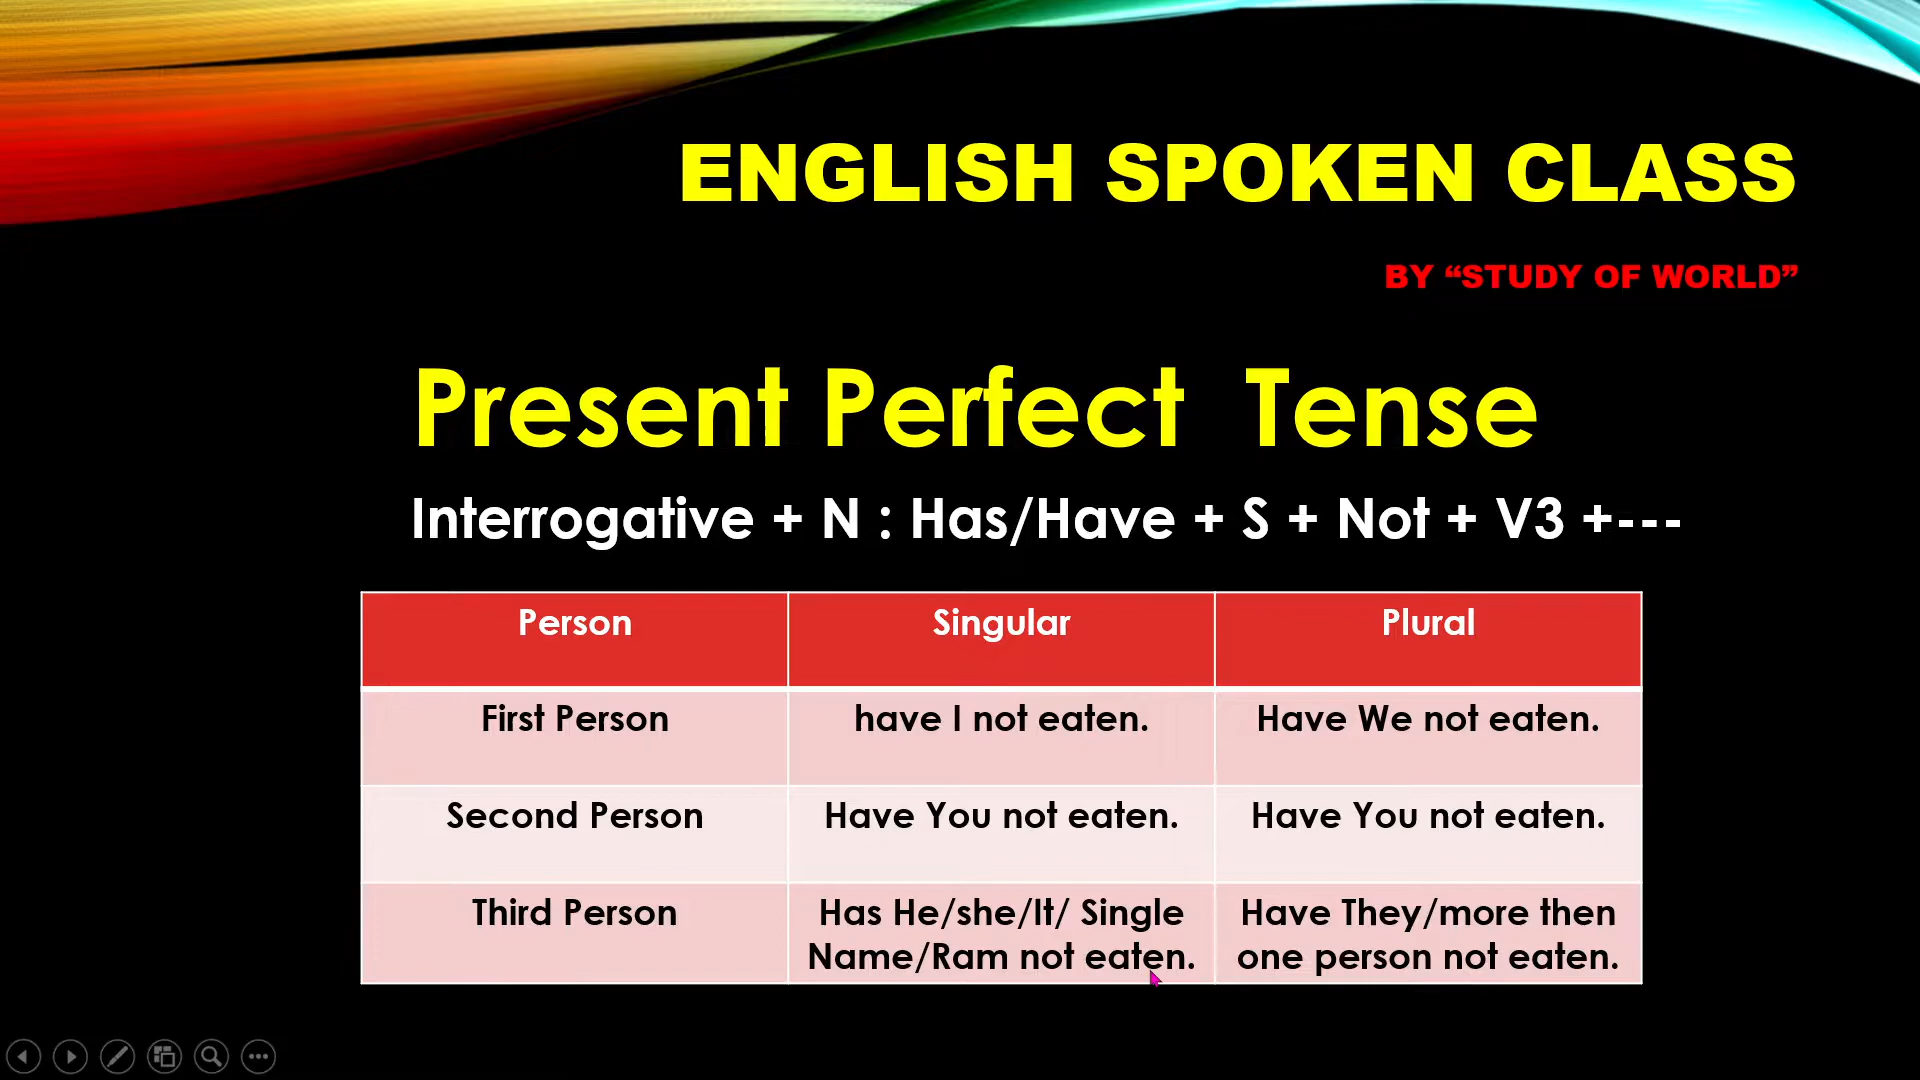 ENGLISH SPOKEN CLASS
BY “STUDY OF WORLD”
Present Perfect Tense
Interrogative + N : Has/Have + S + Not + V3 +---
Person Singular Plural
First Person have I not eaten. Have We not eaten.
Second Person Have You not eaten. Have You not eaten.
Third Person Has He/she/It/ Single Have They/more then
Name/Ram not eaten. one person not eaten.